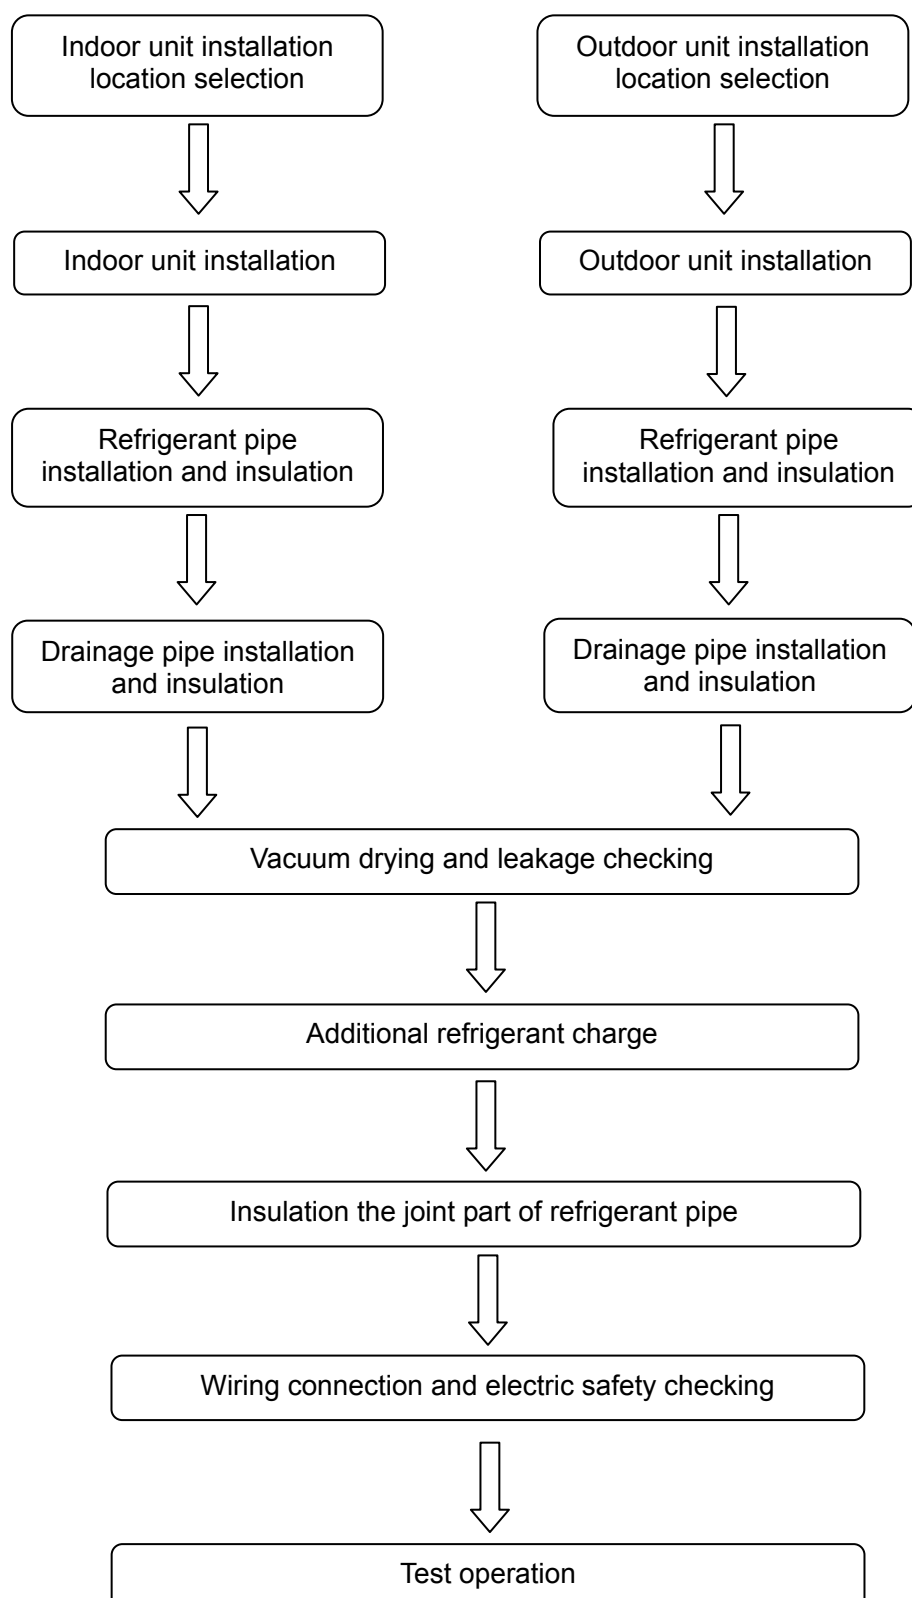 Indoor unit installation
location selection
Outdoor unit installation
location selection
Indoor unit installation
Outdoor unit installation
Refrigerant pipe
installation and insulation
Refrigerant pipe
installation and insulation
Drainage pipe installation
and insulation
Drainage pipe installation
and insulation
Vacuum drying and leakage checking
Additional refrigerant charge
Insulation the joint part of refrigerant pipe
Wiring connection and electric safety checking
Test operation